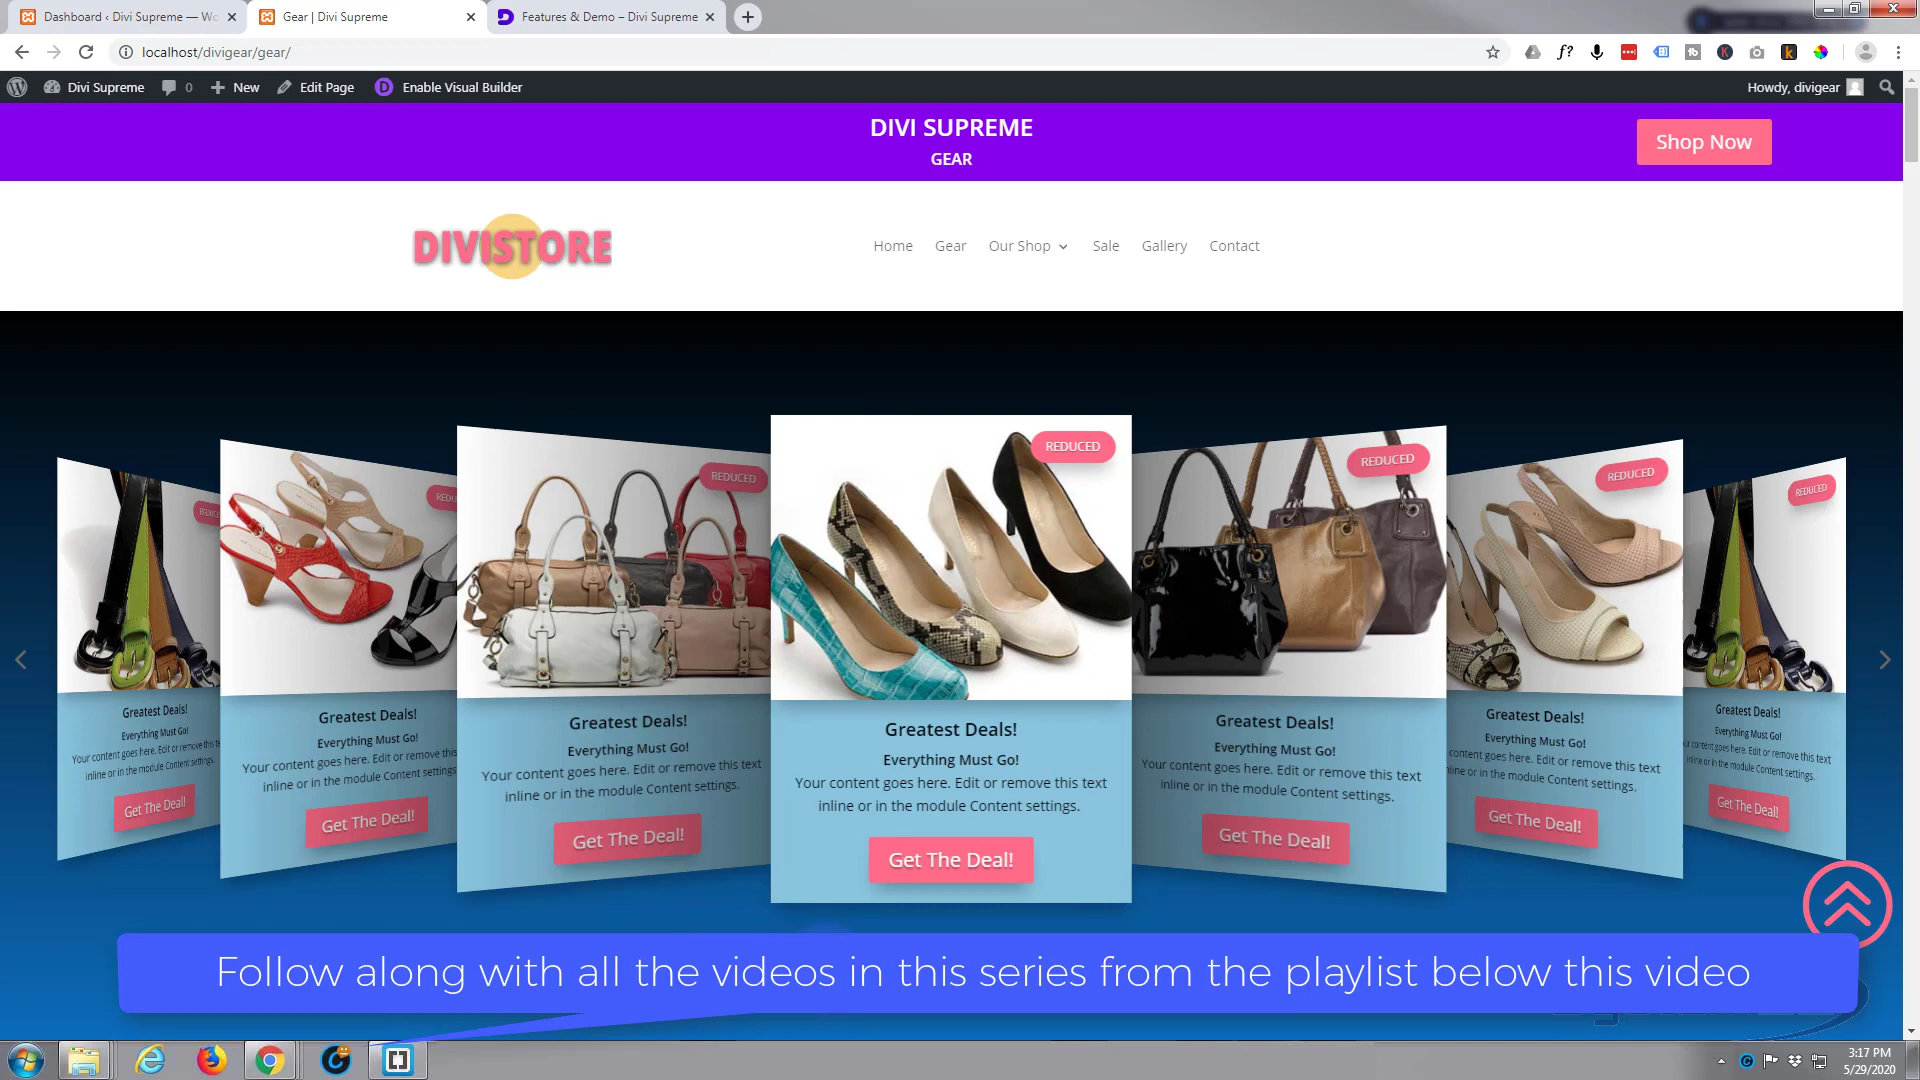 Dashboard ‹ Divi Supreme — Wo
Gear | Divi Supreme
Features & Demo – Divi Supreme
localhost/divigear/gear/
Divi Supreme
0
New
Edit Page
Enable Visual Builder
Howdy, divigear
DIVI SUPREME
GEAR
Shop Now
DIVISTORE
Home
Gear
Our Shop
Sale
Gallery
Contact
REDUC
Greatest Deals!
Everything Must Go!
Your content goes here. Edit or remove this te
inline or in the module Content settings.
Get The Deal!
REDU
Greatest Deals!
Everything Must Go!
Your content goes here. Edit or remove this
inline or in the module Content settings
Get The Deal!
REDUCED
Greatest Deals!
Everything Must Go!
Your content goes here. Edit or remove this text
inline or in the module Content settings.
Get The Deal!
REDUCED
Greatest Deals!
Everything Must Go!
Your content goes here. Edit or remove this text
inline or in the module Content settings.
Get The Deal!
REDUCED
Greatest Deals!
Everything Must Go!
Your content goes here. Edit or remove this text
inline or in the module Content settings.
Get The Deal!
REDUCED
Greatest Deals!
Everything Must Go!
content goes here. Edit or remove this text
inline or in the module Content settings.
Get The Deal!
REDUCED
Greatest Deals!
Everything Must Go!
content goes here. Edit or remove this text
inline or in the module Content settings.
Get The Deal!
Follow along with all the videos in this series from the playlist below this video
3:17 PM
5/29/2020